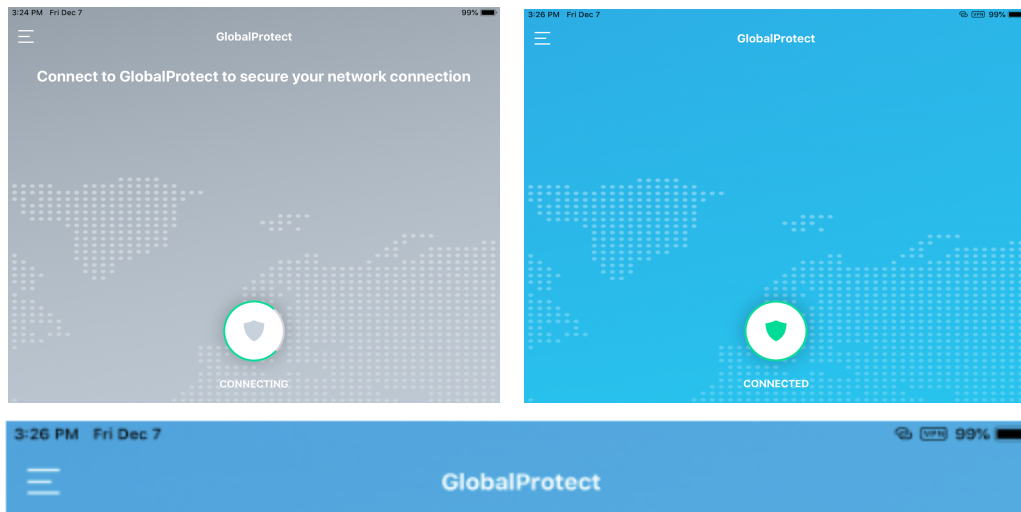 3:24 PM Fri Dec 7 99%
GlobalProtect
Connect to GlobalProtect to secure your network connection
CONNECTING
3:26 PM Fri Dec 7 VPN 99%
GlobalProtect
CONNECTED
3:26 PM Fri Dec 7 VPN 99%
GlobalProtect